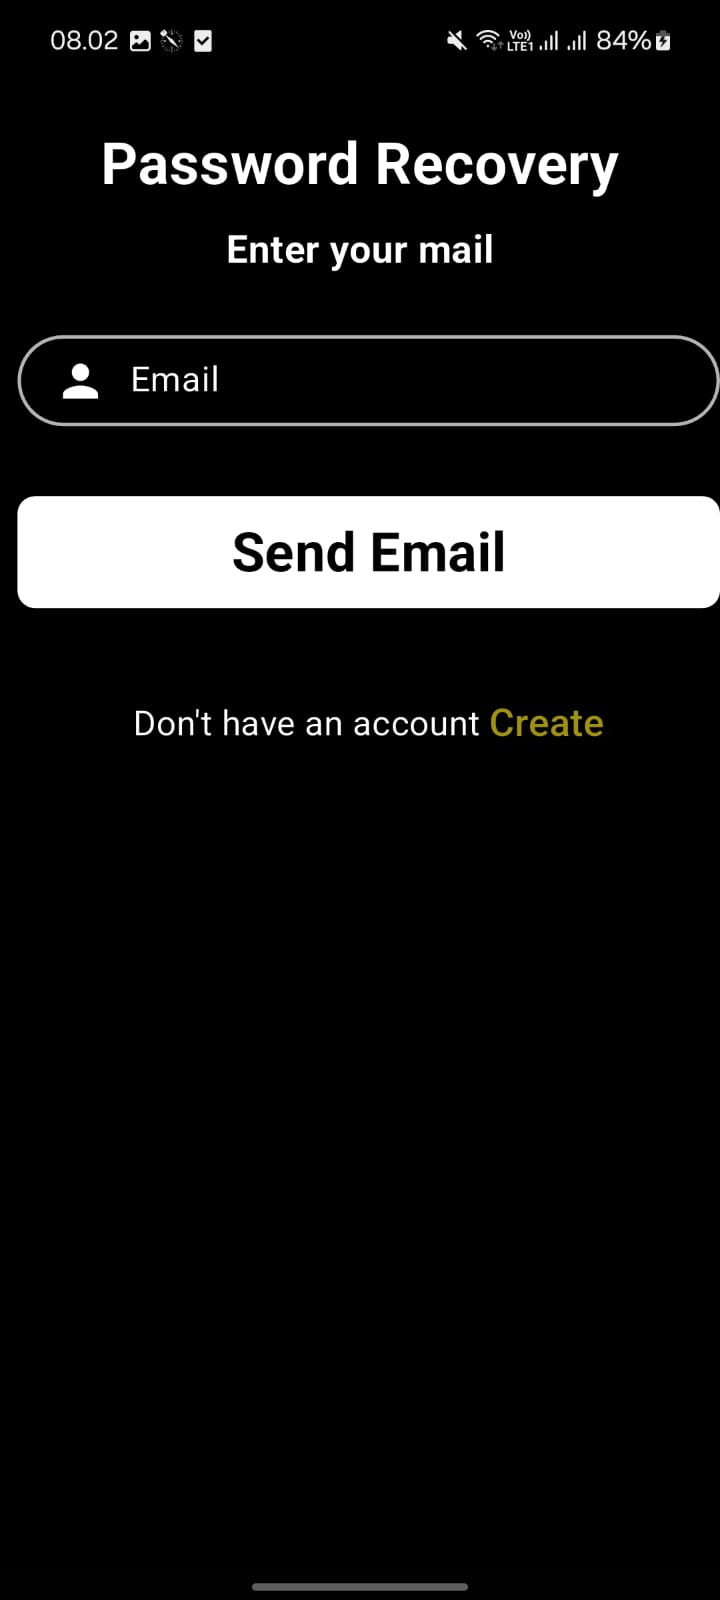 08.02 Vo)) LTE1 84%
Password Recovery
Enter your mail
Email
Send Email
Don't have an account Create